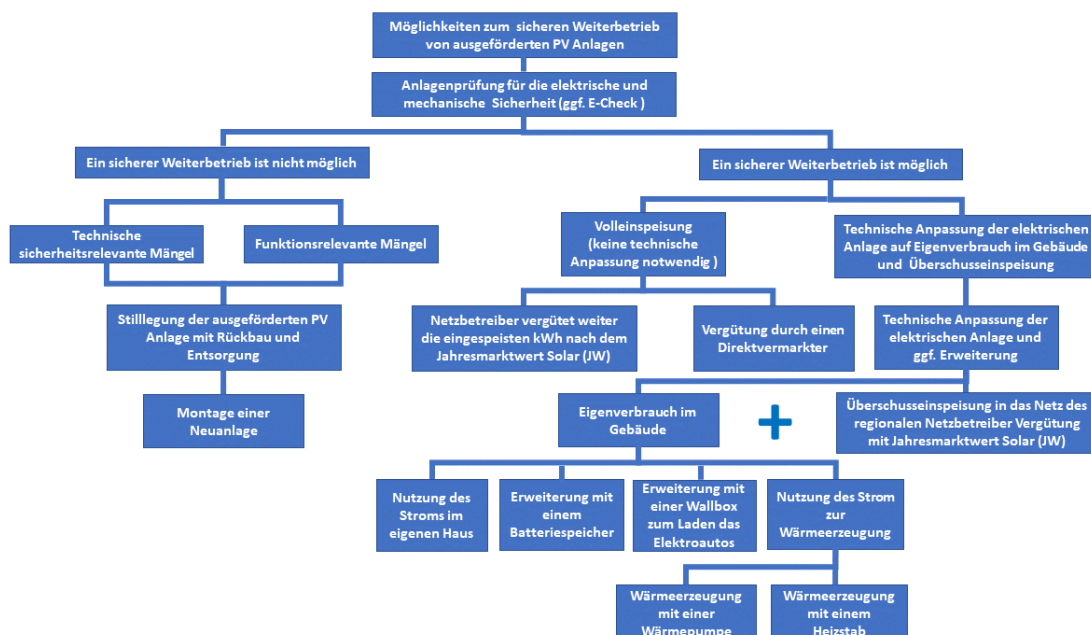 Möglichkeiten zum sicheren Weiterbetrieb
von ausgeförderten PV Anlagen
Anlagenprüfung für die elektrische und
mechanische Sicherheit (ggf. E-Check )
Ein sicherer Weiterbetrieb ist nicht möglich
Ein sicherer Weiterbetrieb ist möglich
Technische
sicherheitsrelevante Mängel
Funktionsrelevante Mängel
Volleinspeisung
(keine technische
Anpassung notwendig )
Technische Anpassung der elektrischen
Anlage auf Eigenverbrauch im Gebäude
und Überschusseinspeisung
Stilllegung der ausgeförderten PV
Anlage mit Rückbau und
Entsorgung
Netzbetreiber vergütet weiter
die eingespeisten kWh nach dem
Jahresmarktwert Solar (JW)
Vergütung durch einen
Direktvermarkter
Technische Anpassung der
elektrischen Anlage und
ggf. Erweiterung
Montage einer
Neuanlage
Eigenverbrauch im
Gebäude
+
Überschusseinspeisung in das Netz des
regionalen Netzbetreiber Vergütung
mit Jahresmarktwert Solar (JW)
Nutzung des
Stroms im
eigenen Haus
Erweiterung mit
einem
Batteriespeicher
Erweiterung mit
einer Wallbox
zum Laden das
Elektroautos
Nutzung des Strom
zur
Wärmeerzeugung
Wärmeerzeugung
mit einer
Wärmepumpe
Wärmeerzeugung
mit einem
Heizstab